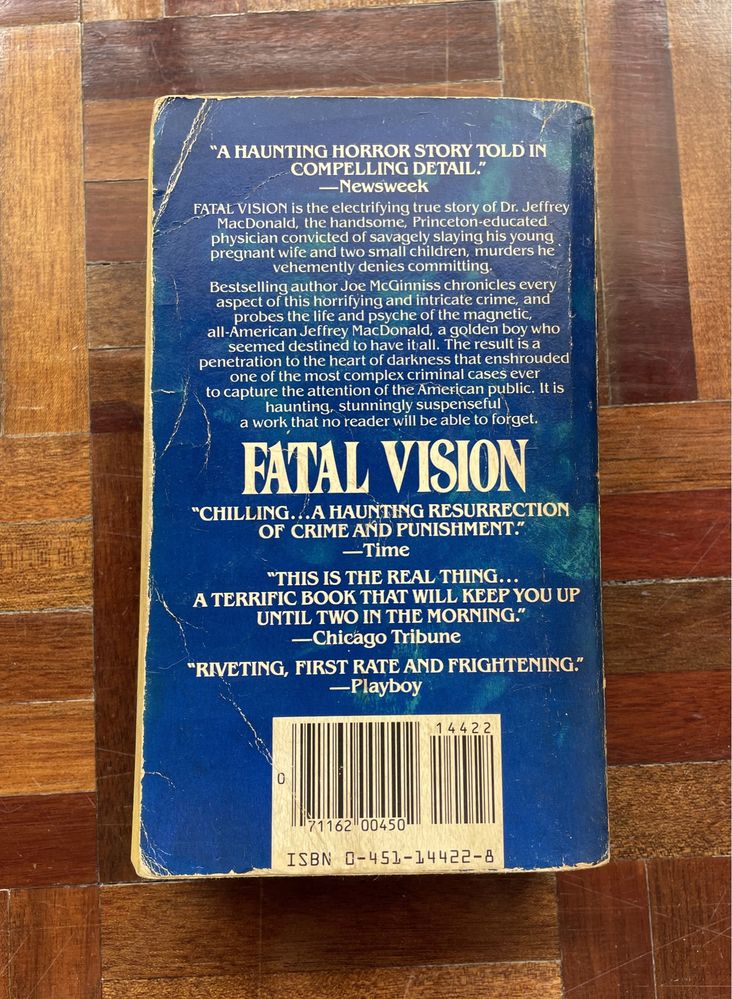 "A HAUNTING HORROR STORY TOLD IN
COMPELLING DETAIL."
—Newsweek
FATAL VISION is the electrifying true story of Dr. Jeffrey
MacDonald, the handsome, Princeton-educated
physician convicted of savagely slaying his young
pregnant wife and two small children, murders he
vehemently denies committing.
Bestselling author Joe McGinniss chronicles every
aspect of this horrifying and intricate crime, and
probes the life and psyche of the magnetic,
all-American Jeffrey MacDonald, a golden boy who
seemed destined to have it all. The result is a
penetration to the heart of darkness that enshrouded
one of the most complex criminal cases ever
to capture the attention of the American public. It is
haunting, stunningly suspenseful
a work that no reader will be able to forget.
FATAL VISION
"CHILLING...A HAUNTING RESURRECTION
OF CRIME AND PUNISHMENT."
—Time
"THIS IS THE REAL THING...
A TERRIFIC BOOK THAT WILL KEEP YOU UP
UNTIL TWO IN THE MORNING."
—Chicago Tribune
"RIVETING, FIRST RATE AND FRIGHTENING."
—Playboy
14422
0
71162 00450
ISBN 0-451-14422-8